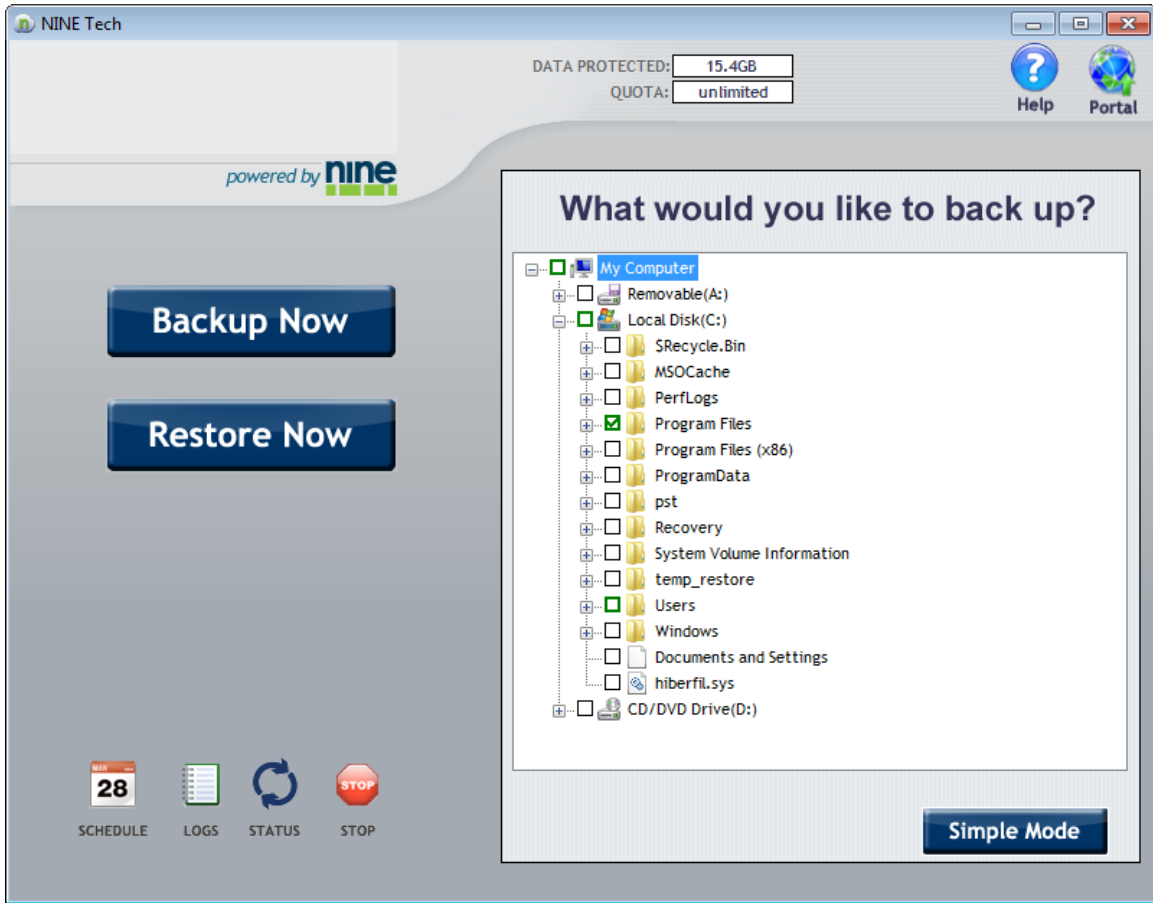 NINE Tech
DATA PROTECTED: 15.4GB
QUOTA: unlimited
Help
Portal
powered by nine
What would you like to back up?
My Computer
Removable(A:)
Local Disk(C:)
SRecycle.Bin
MSOCache
PerfLogs
Program Files
Program Files (x86)
ProgramData
pst
Recovery
System Volume Information
temp_restore
Users
Windows
Documents and Settings
hiberfil.sys
CD/DVD Drive(D:)
Backup Now
Restore Now
MAR
28
STOP
SCHEDULE
LOGS
STATUS
STOP
Simple Mode